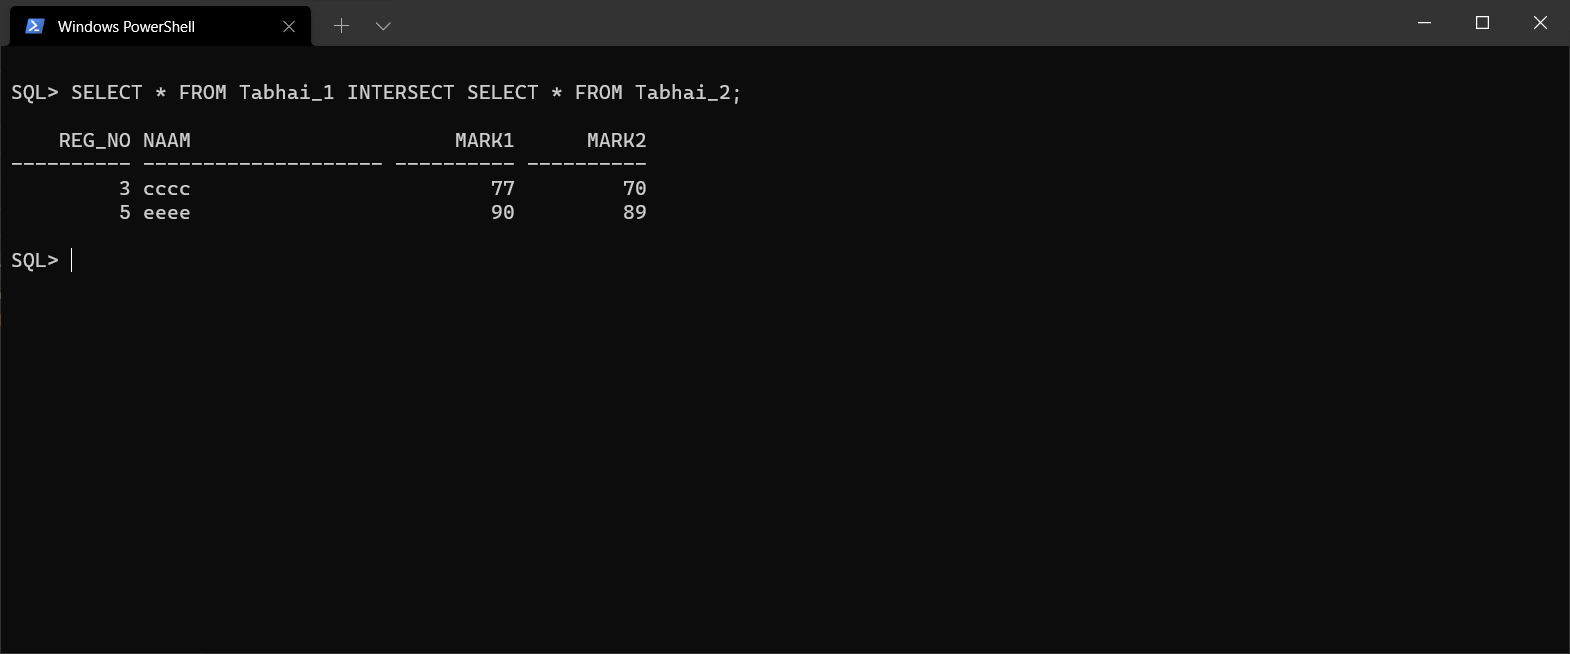 Windows PowerShell
SQL> SELECT * FROM Tabhai_1 INTERSECT SELECT * FROM Tabhai_2;
    REG_NO NAAM                      MARK1      MARK2
---------- -------------------- ---------- ----------
         3 cccc                         77         70
         5 eeee                         90         89
SQL>